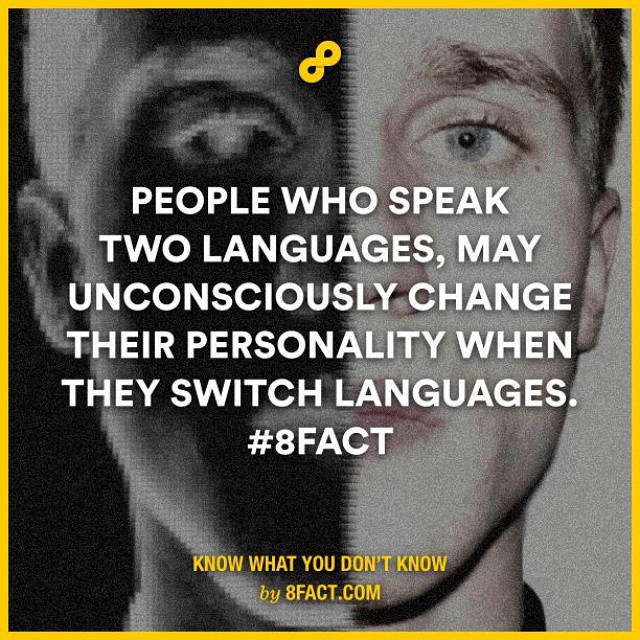 PEOPLE WHO SPEAK
TWO LANGUAGES, MAY
UNCONSCIOUSLY CHANGE
THEIR PERSONALITY WHEN
THEY SWITCH LANGUAGES.
#8FACT
KNOW WHAT YOU DON'T KNOW
by 8FACT.COM